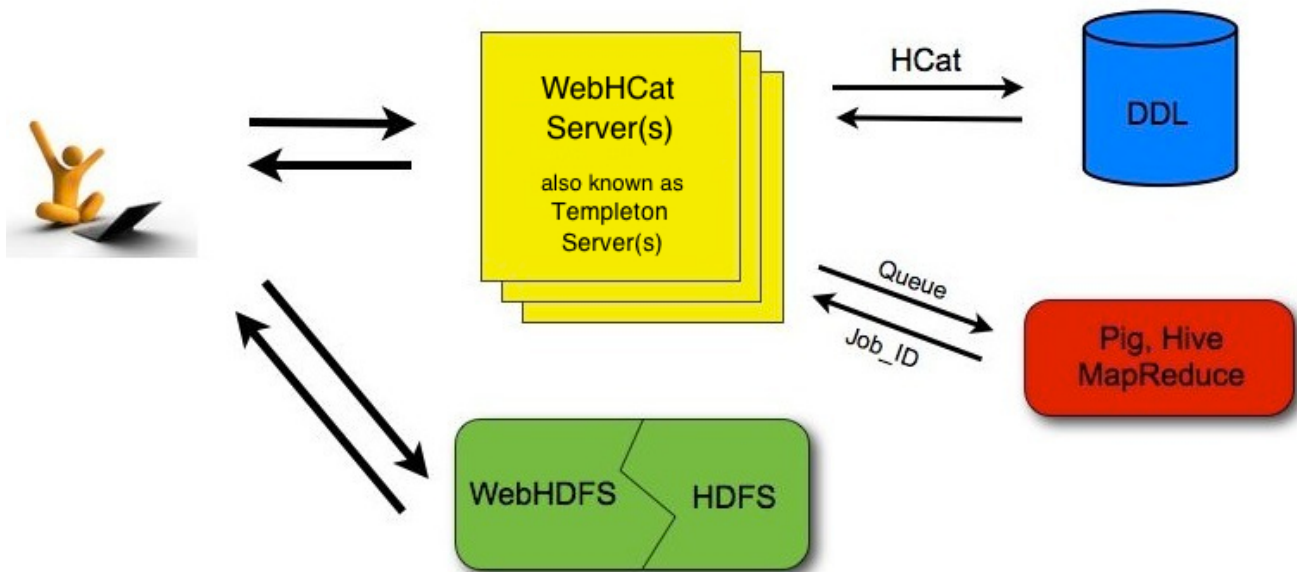 WebHCat
Server(s)
also known as
Templeton
Server(s)
HCat
DDL
Queue
Job_ID
Pig, Hive
MapReduce
WebHDFS
HDFS